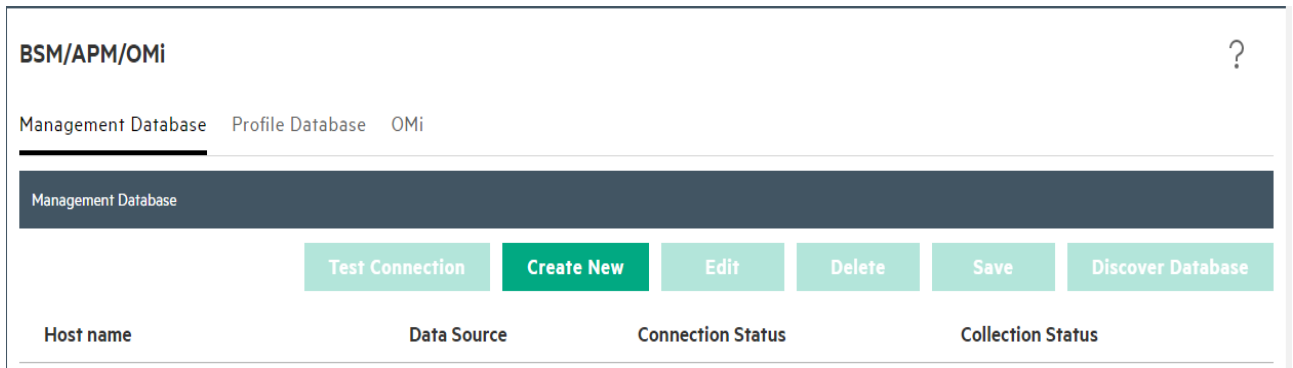 BSM/APM/OMi ?
Management Database Profile Database OMi
Management Database
Test Connection Create New Edit Delete Save Discover Database
Host name Data Source Connection Status Collection Status